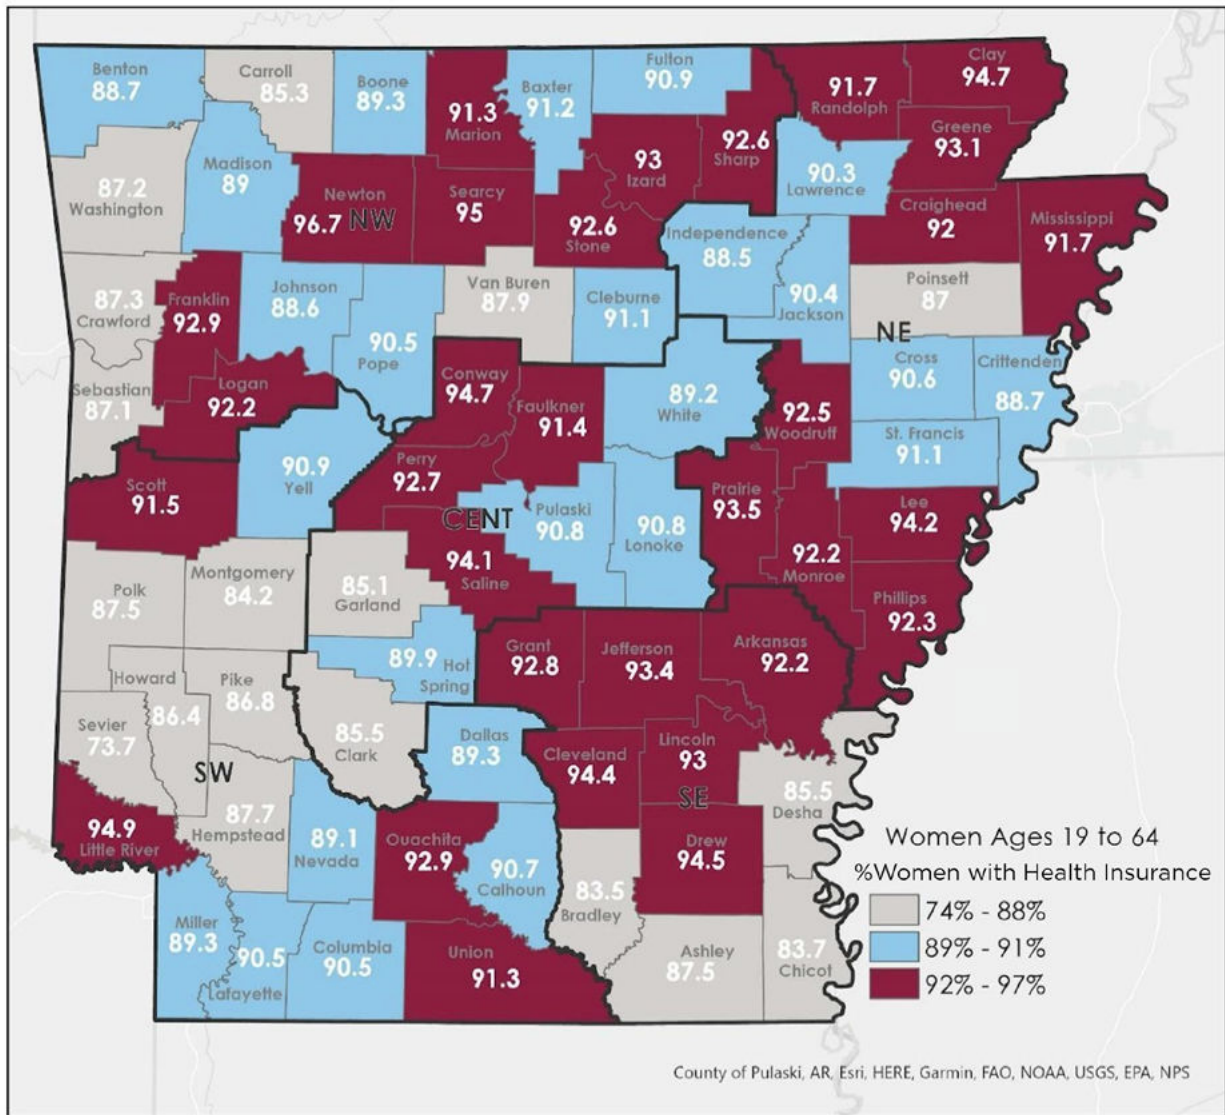 Benton
88.7
Carroll
85.3
Boone
89.3
91.3
Marion
Baxter
91.2
Fulton
90.9
92.6
Sharp
91.7
Randolph
Clay
94.7
Greene
93.1
87.2
Washington
Madison
89
Newton
96.7
NW
Searcy
95
93
Izard
92.6
Stone
90.3
Lawrence
Craighead
92
Mississippi
91.7
Independence
88.5
90.4
Jackson
Poinsett
87
NE
87.3
Crawford
Franklin
92.9
Johnson
88.6
90.5
Pope
Van Buren
87.9
Cleburne
91.1
Cross
90.6
Crittenden
88.7
Sebastian
87.1
Logan
92.2
Conway
94.7
Faulkner
91.4
89.2
White
92.5
Woodruff
St. Francis
91.1
Scott
91.5
90.9
Yell
Perry
92.7
CENT
94.1
Saline
Pulaski
90.8
90.8
Lonoke
Prairie
93.5
92.2
Monroe
Lee
94.2
Phillips
92.3
Polk
87.5
Montgomery
84.2
85.1
Garland
89.9
Hot
Spring
Grant
92.8
Jefferson
93.4
Arkansas
92.2
Howard
86.4
Pike
86.8
85.5
Clark
Sevier
73.7
SW
87.7
Hempstead
Dallas
89.3
Cleveland
94.4
Lincoln
93
SE
85.5
Desha
94.9
Little River
89.1
Nevada
Ouachita
92.9
90.7
Calhoun
83.5
Bradley
Drew
94.5
Miller
89.3
90.5
Lafayette
Columbia
90.5
Union
91.3
Ashley
87.5
83.7
Chicot
Women Ages 19 to 64
%Women with Health Insurance
74% - 88%
89% - 91%
92% - 97%
County of Pulaski, AR, Esri, HERE, Garmin, FAO, NOAA, USGS, EPA, NPS